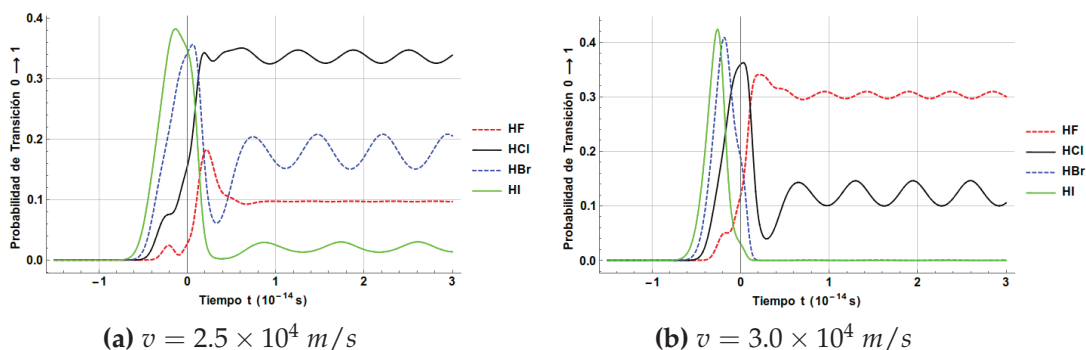 Probabilidad de Transición 0 → 1
0.4
0.3
0.2
0.1
0.0
−1
0
1
2
3
Tiempo t (10⁻¹⁴ s)
HF
HCl
HBr
HI
(a) v = 2.5 × 10⁴ m/s
Probabilidad de Transición 0 → 1
0.4
0.3
0.2
0.1
0.0
−1
0
1
2
3
Tiempo t (10⁻¹⁴ s)
HF
HCl
HBr
HI
(b) v = 3.0 × 10⁴ m/s